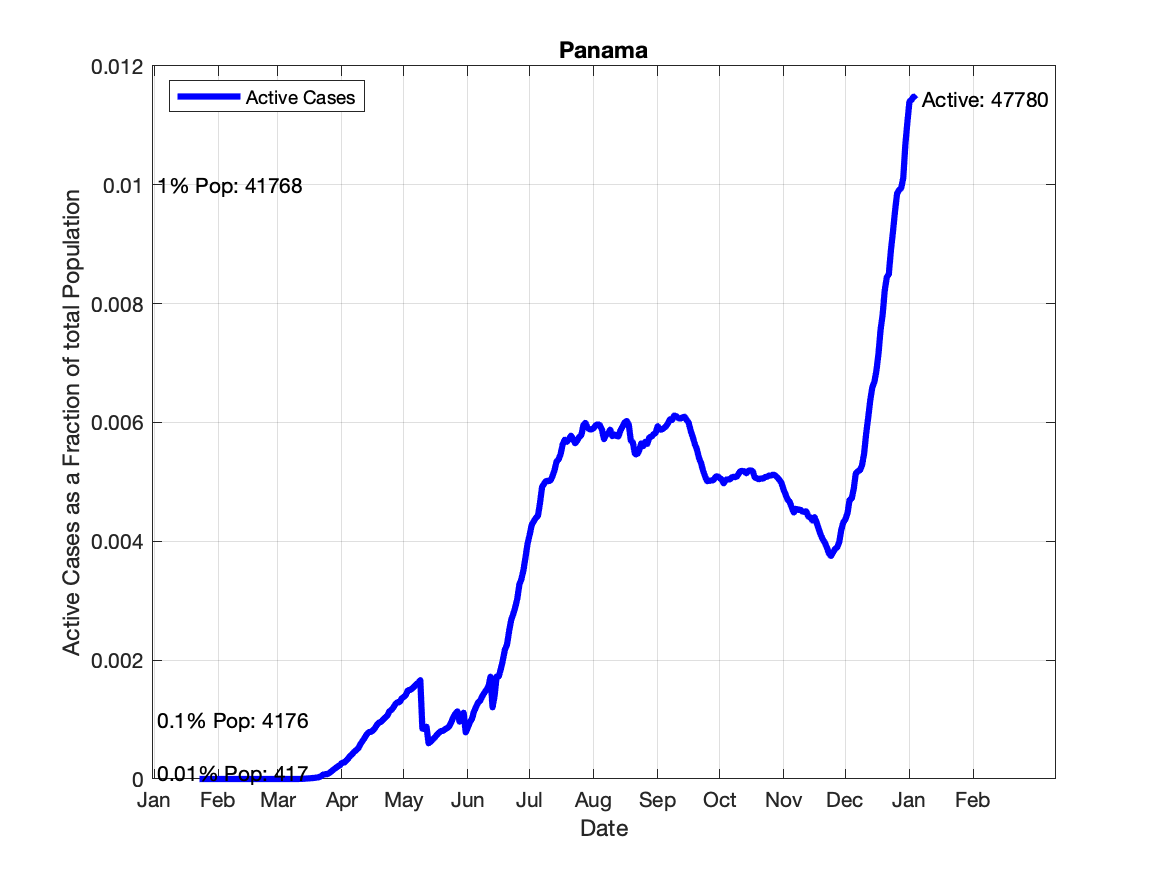 Panama
0.012
Active Cases
Active: 47780
0.01
1% Pop: 41768
0.008
0.006
0.004
0.002
0.1% Pop: 4176
0
0.01% Pop: 417
Active Cases as a Fraction of total Population
Jan Feb Mar Apr May Jun Jul Aug Sep Oct Nov Dec Jan Feb
Date